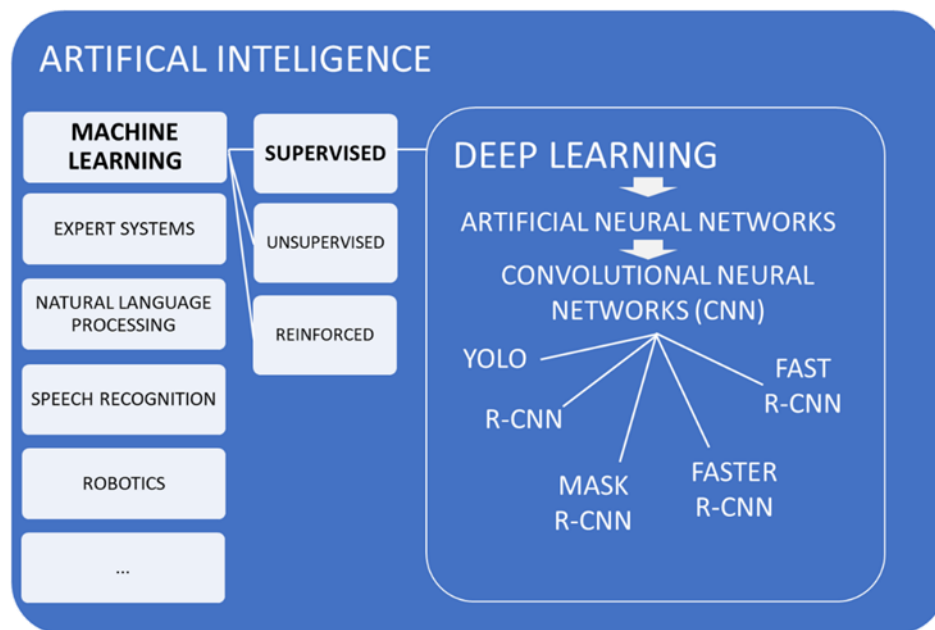 ARTIFICAL INTELIGENCE
MACHINE
LEARNING
EXPERT SYSTEMS
NATURAL LANGUAGE
PROCESSING
SPEECH RECOGNITION
ROBOTICS
...
SUPERVISED
UNSUPERVISED
REINFORCED
DEEP LEARNING
ARTIFICIAL NEURAL NETWORKS
CONVOLUTIONAL NEURAL
NETWORKS (CNN)
YOLO
R-CNN
MASK
R-CNN
FASTER
R-CNN
FAST
R-CNN